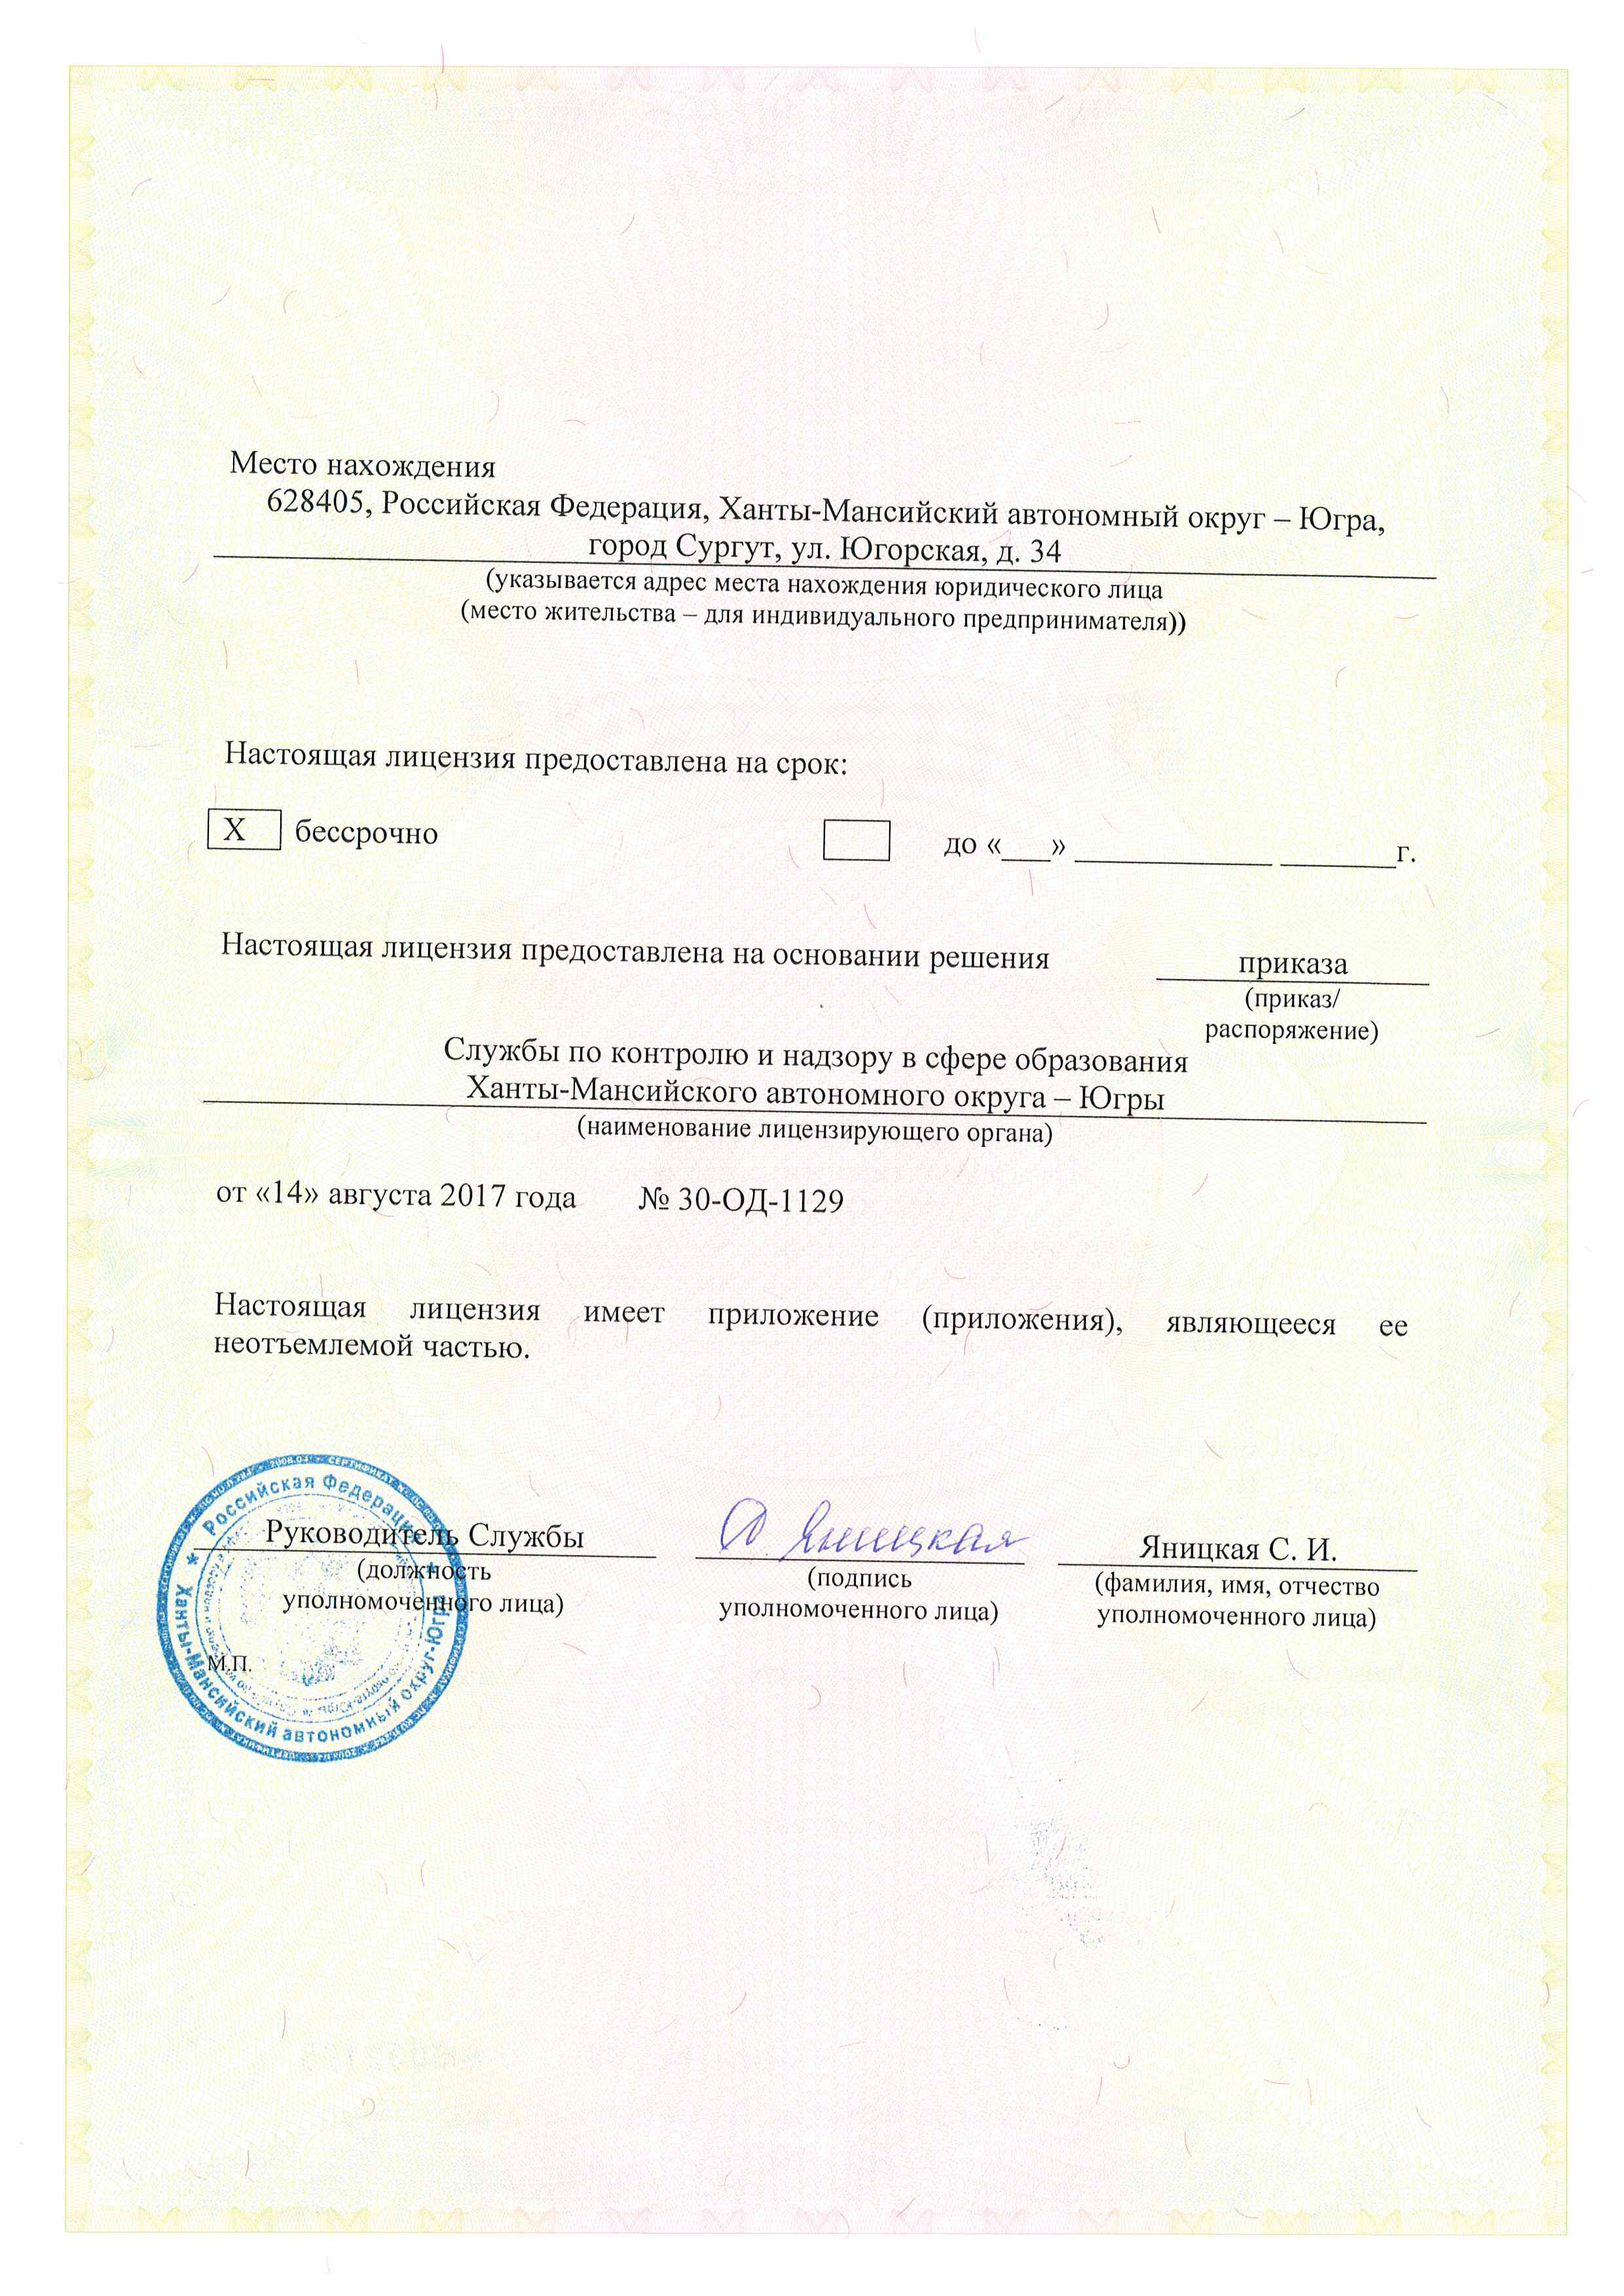 Место нахождения
628405, Российская Федерация, Ханты-Мансийский автономный округ – Югра,
город Сургут, ул. Югорская, д. 34
(указывается адрес места нахождения юридического лица
(место жительства – для индивидуального предпринимателя))
Настоящая лицензия предоставлена на срок:
X бессрочно до «___» ____________ _______г.
Настоящая лицензия предоставлена на основании решения приказа
(приказ/
распоряжение)
Службы по контролю и надзору в сфере образования
Ханты-Мансийского автономного округа – Югры
(наименование лицензирующего органа)
от «14» августа 2017 года № 30-ОД-1129
Настоящая лицензия имеет приложение (приложения), являющееся ее
неотъемлемой частью.
Руководитель Службы Яницкая Яницкая С. И.
(должность (подпись (фамилия, имя, отчество
уполномоченного лица) уполномоченного лица) уполномоченного лица)
М.П.
Российская Федерация
Ханты-Мансийский автономный округ-Югра